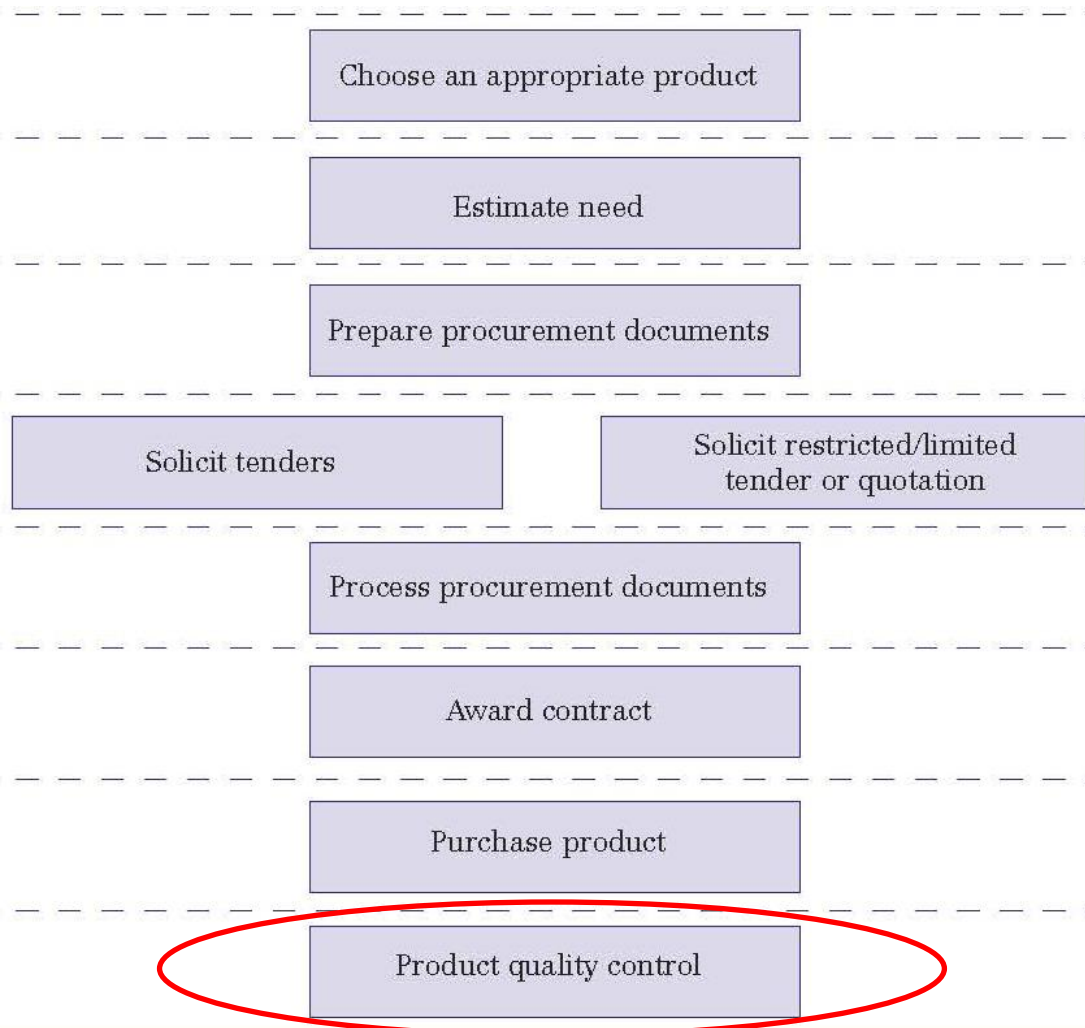 Choose an appropriate product
Estimate need
Prepare procurement documents
Solicit tenders
Solicit restricted/limited
tender or quotation
Process procurement documents
Award contract
Purchase product
Product quality control